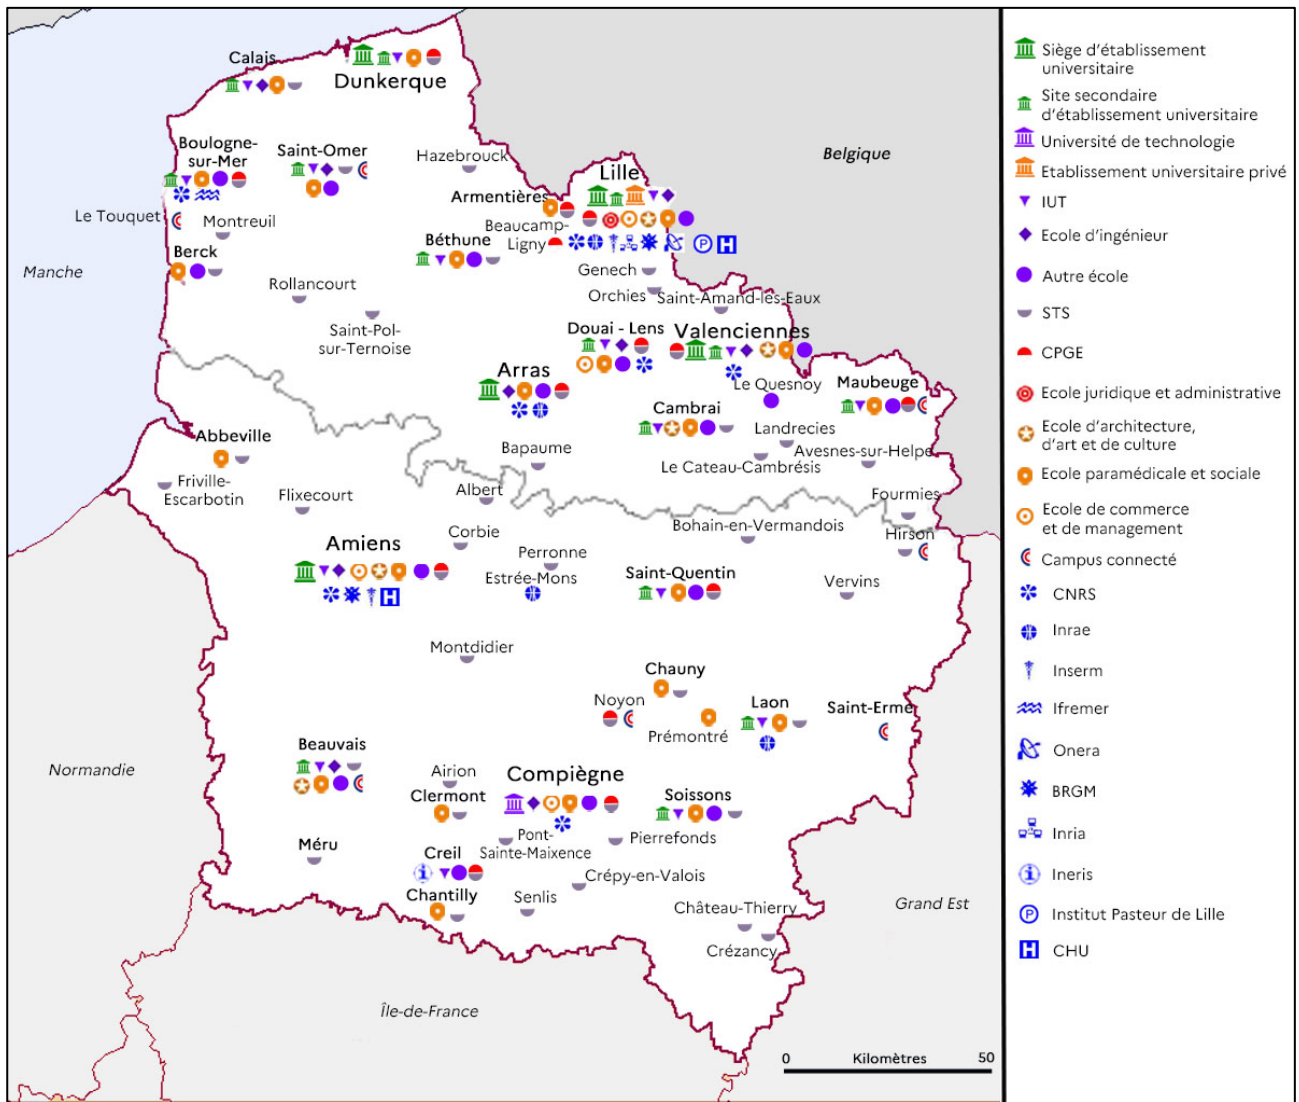 Calais
Dunkerque
Boulogne-
sur-Mer
Saint-Omer
Hazebrouck
Belgique
Lille
Armentières
Le Touquet
Montreuil
Beaucamp-
Ligny
Béthune
Berck
Manche
Genech
Rollancourt
Orchies
Saint-Amand-les-Eaux
Saint-Pol-
sur-Ternoise
Douai - Lens
Valenciennes
Arras
Le Quesnoy
Maubeuge
Cambrai
Landrecies
Abbeville
Bapaume
Avesnes-sur-Helpe
Le Cateau-Cambrésis
Friville-
Escarbotin
Flixecourt
Albert
Fourmies
Bohain-en-Vermandois
Corbie
Hirson
Amiens
Perronne
Estrée-Mons
Saint-Quentin
Vervins
Montdidier
Chauny
Noyon
Laon
Saint-Erme
Prémontré
Beauvais
Normandie
Airion
Compiègne
Clermont
Soissons
Pont-
Sainte-Maixence
Pierrefonds
Méru
Creil
Crépy-en-Valois
Chantilly
Senlis
Château-Thierry
Grand Est
Crézancy
Île-de-France
0 Kilomètres 50
Siège d'établissement
universitaire
Site secondaire
d'établissement universitaire
Université de technologie
Etablissement universitaire privé
IUT
Ecole d'ingénieur
Autre école
STS
CPGE
Ecole juridique et administrative
Ecole d'architecture,
d'art et de culture
Ecole paramédicale et sociale
Ecole de commerce
et de management
Campus connecté
CNRS
Inrae
Inserm
Ifremer
Onera
BRGM
Inria
Ineris
P Institut Pasteur de Lille
H CHU